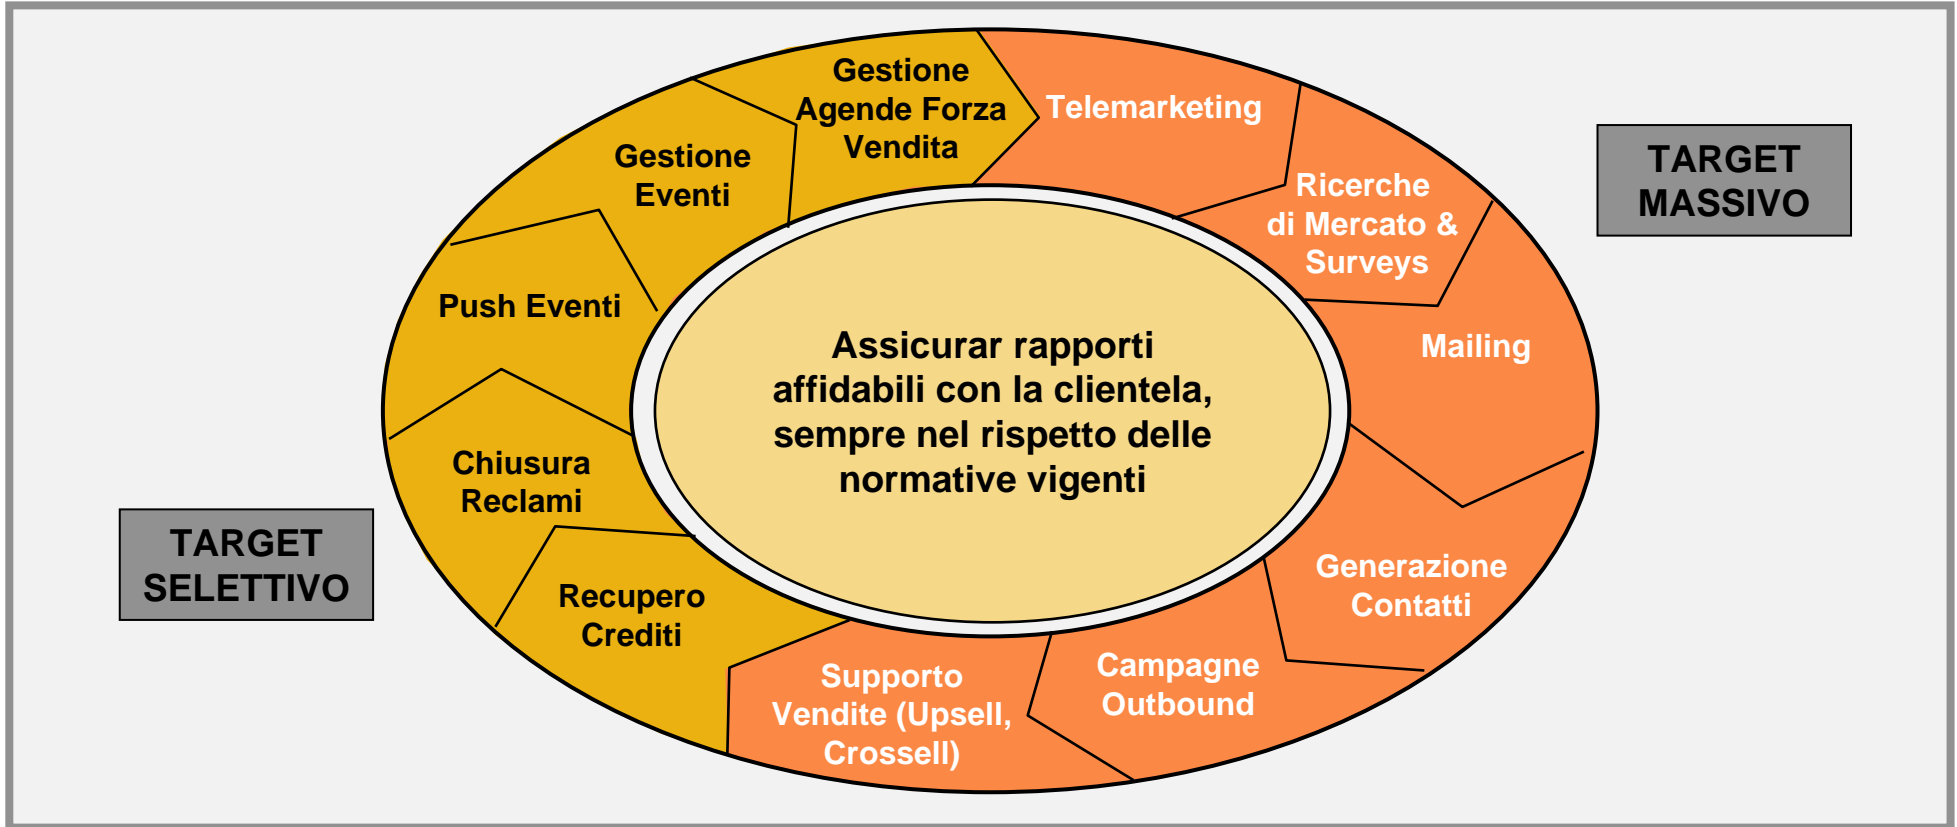 Gestione
Agende Forza
Vendita
Telemarketing
Ricerche
di Mercato &
Surveys
Mailing
Generazione
Contatti
Campagne
Outbound
Supporto
Vendite (Upsell,
Crossell)
Recupero
Crediti
Chiusura
Reclami
Push Eventi
Gestione
Eventi
Assicurar rapporti
affidabili con la clientela,
sempre nel rispetto delle
normative vigenti
TARGET
MASSIVO
TARGET
SELETTIVO